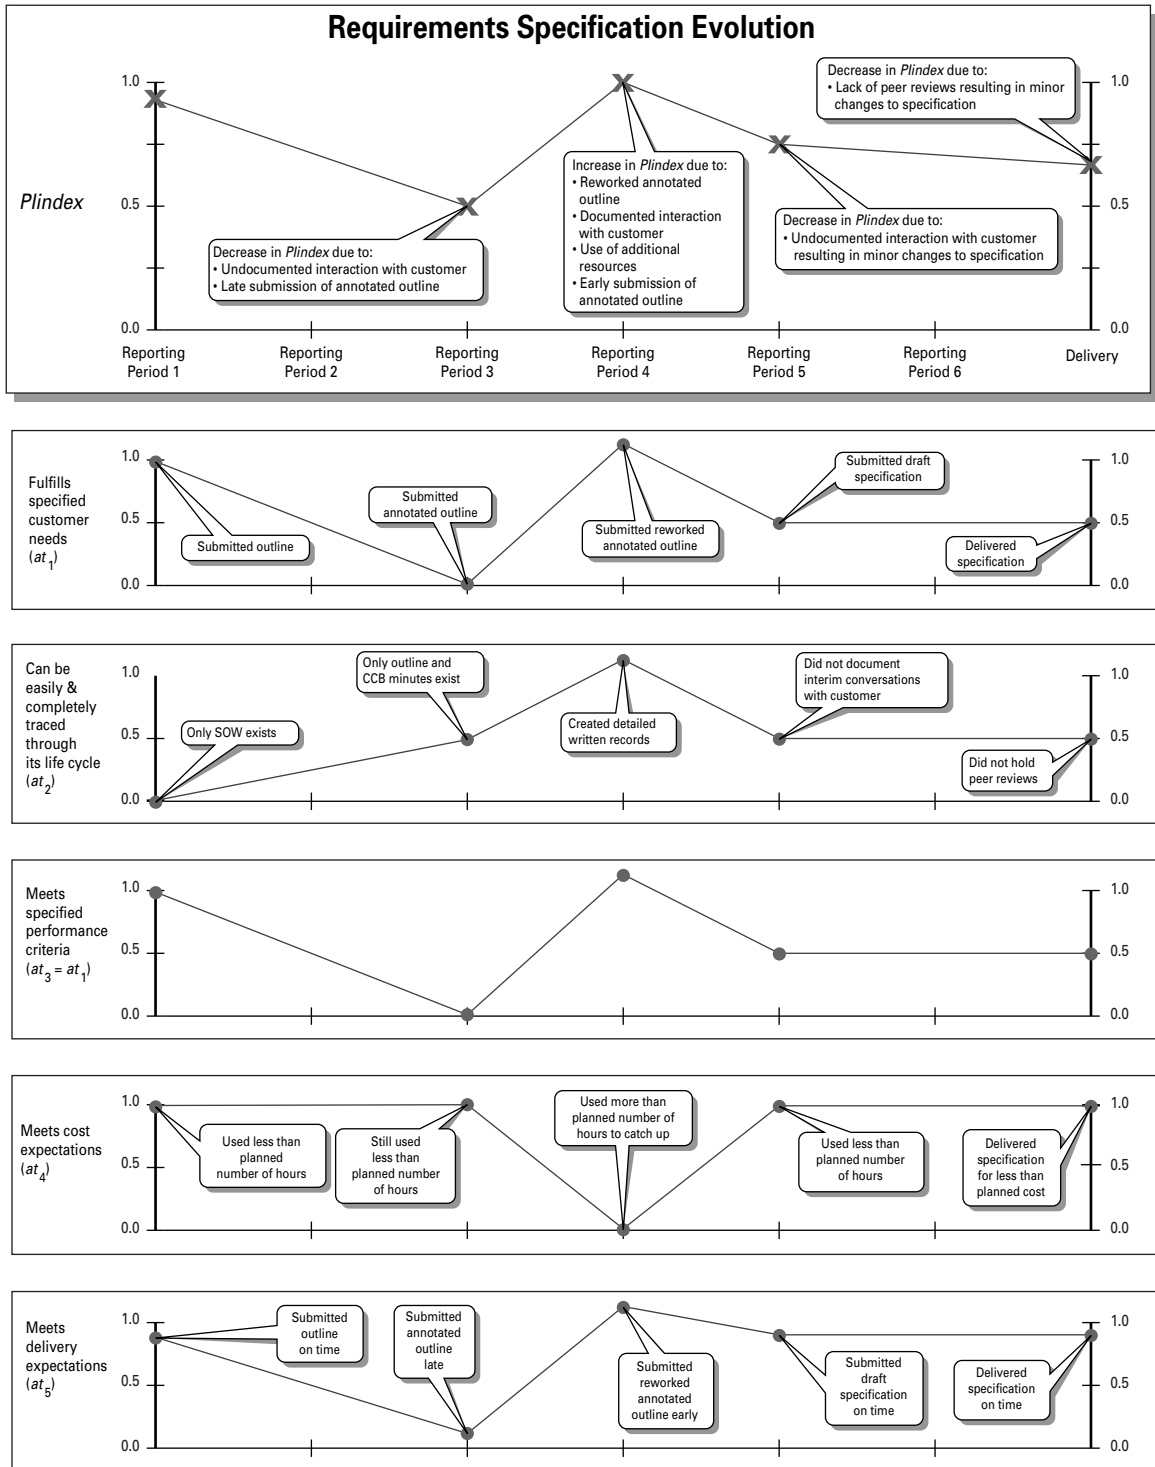 Requirements Specification Evolution
Plindex
1.0
0.5
0.0
1.0
0.5
0.0
Decrease in Plindex due to:
• Undocumented interaction with customer
• Late submission of annotated outline
Increase in Plindex due to:
• Reworked annotated
outline
• Documented interaction
with customer
• Use of additional
resources
• Early submission of
annotated outline
Decrease in Plindex due to:
• Undocumented interaction with customer
resulting in minor changes to specification
Decrease in Plindex due to:
• Lack of peer reviews resulting in minor
changes to specification
Reporting
Period 1
Reporting
Period 2
Reporting
Period 3
Reporting
Period 4
Reporting
Period 5
Reporting
Period 6
Delivery
Fulfills
specified
customer
needs
(at1)
1.0
0.5
0.0
Submitted outline
Submitted
annotated outline
Submitted reworked
annotated outline
Submitted draft
specification
Delivered
specification
1.0
0.5
0.0
Can be
easily &
completely
traced
through
its life cycle
(at2)
1.0
0.5
0.0
Only SOW exists
Only outline and
CCB minutes exist
Created detailed
written records
Did not document
interim conversations
with customer
Did not hold
peer reviews
1.0
0.5
0.0
Meets
specified
performance
criteria
(at3 = at1)
1.0
0.5
0.0
1.0
0.5
0.0
Meets cost
expectations
(at4)
1.0
0.5
0.0
Used less than
planned
number of hours
Still used
less than
planned number
of hours
Used more than
planned number of
hours to catch up
Used less than
planned number
of hours
Delivered
specification
for less than
planned cost
1.0
0.5
0.0
Meets
delivery
expectations
(at5)
1.0
0.5
0.0
Submitted
outline
on time
Submitted
annotated
outline
late
Submitted
reworked
annotated
outline early
Submitted
draft
specification
on time
Delivered
specification
on time
1.0
0.5
0.0